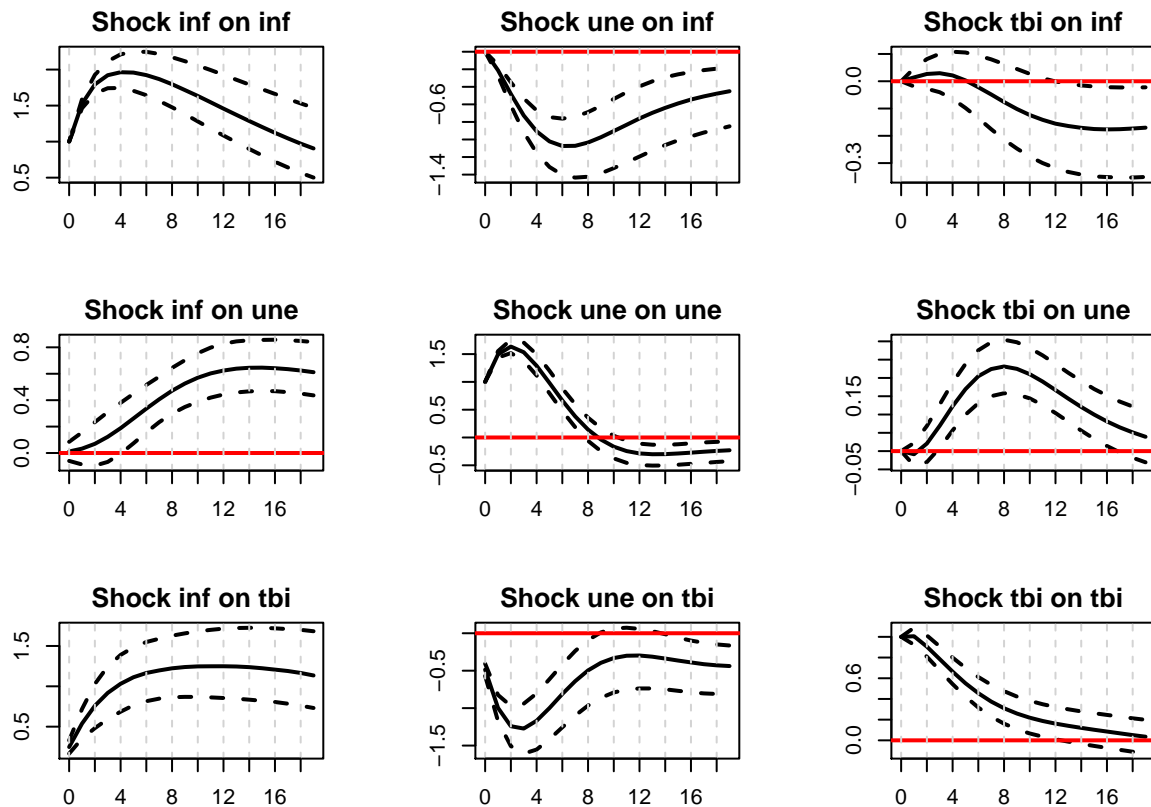 Shock inf on inf
1.5
0.5
0 4 8 12 16
Shock une on inf
−0.6
−1.4
0 4 8 12 16
Shock tbi on inf
0.0
−0.3
0 4 8 12 16
Shock inf on une
0.8
0.4
0.0
0 4 8 12 16
Shock une on une
1.5
0.5
−0.5
0 4 8 12 16
Shock tbi on une
0.15
−0.05
0 4 8 12 16
Shock inf on tbi
1.5
0.5
0 4 8 12 16
Shock une on tbi
−0.5
−1.5
0 4 8 12 16
Shock tbi on tbi
0.6
0.0
0 4 8 12 16